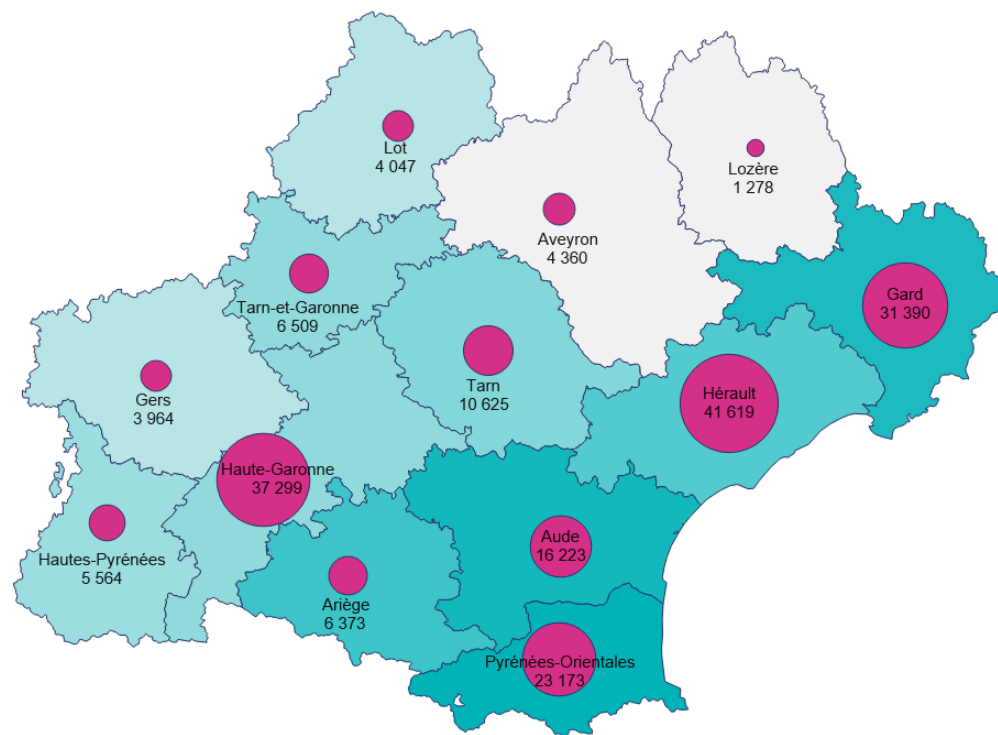 Lot
4 047
Lozère
1 278
Aveyron
4 360
Gard
31 390
Tarn-et-Garonne
6 509
Tarn
10 625
Hérault
41 619
Gers
3 964
Haute-Garonne
37 299
Aude
16 223
Hautes-Pyrénées
5 564
Ariège
6 373
Pyrénées-Orientales
23 173